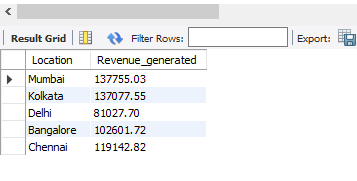 Result Grid Filter Rows: Export:
Location Revenue_generated
Mumbai 137755.03
Kolkata 137077.55
Delhi 81027.70
Bangalore 102601.72
Chennai 119142.82